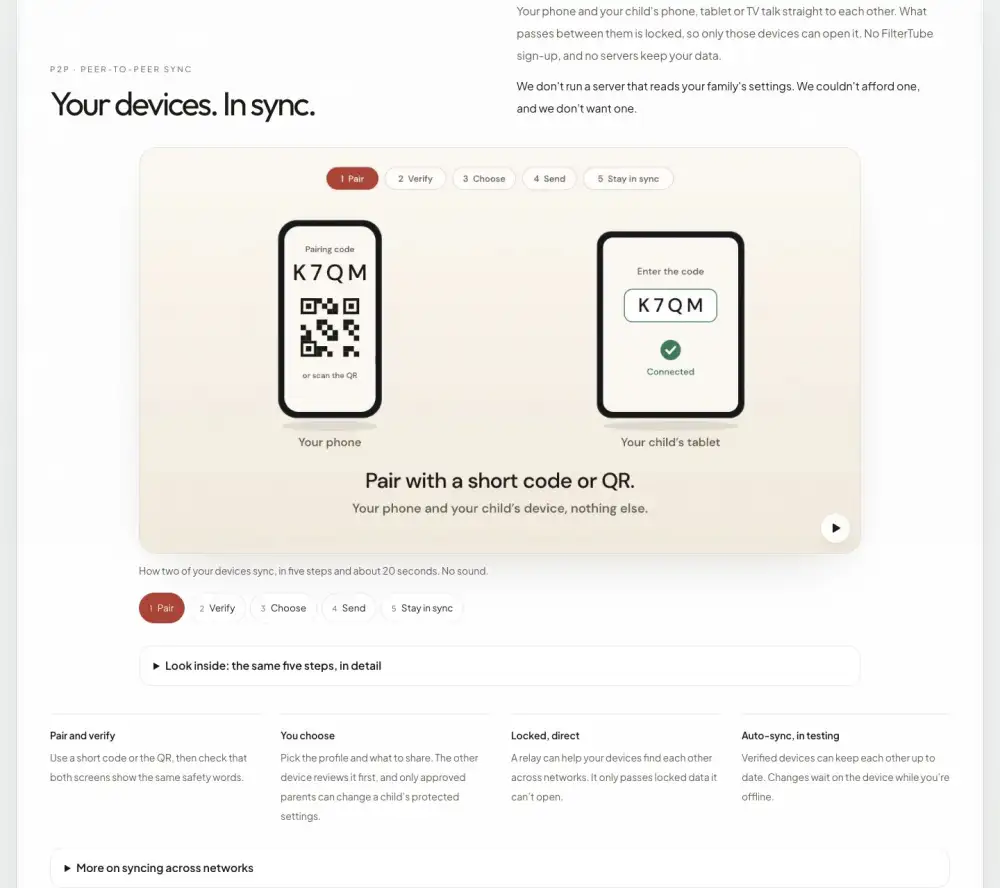 Your phone and your child's phone, tablet or TV talk straight to each other. What
passes between them is locked, so only those devices can open it. No FilterTube
sign-up, and no servers keep your data.
P2P · PEER-TO-PEER SYNC
Your devices. In sync.
We don't run a server that reads your family's settings. We couldn't afford one,
and we don't want one.
1 Pair
2 Verify
3 Choose
4 Send
5 Stay in sync
Pairing code
K7QM
or scan the QR
Your phone
Enter the code
K7QM
Connected
Your child's tablet
Pair with a short code or QR.
Your phone and your child's device, nothing else.
How two of your devices sync, in five steps and about 20 seconds. No sound.
1 Pair
2 Verify
3 Choose
4 Send
5 Stay in sync
Look inside: the same five steps, in detail
Pair and verify
Use a short code or the QR, then check that
both screens show the same safety words.
You choose
Pick the profile and what to share. The other
device reviews it first, and only approved
parents can change a child's protected
settings.
Locked, direct
A relay can help your devices find each other
across networks. It only passes locked data it
can't open.
Auto-sync, in testing
Verified devices can keep each other up to
date. Changes wait on the device while you're
offline.
More on syncing across networks